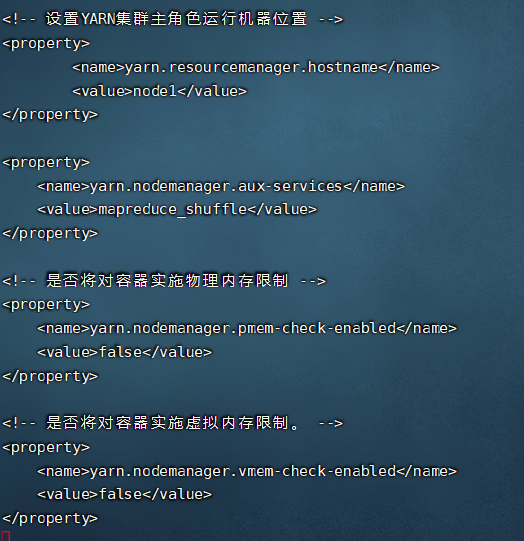 <!-- 设置YARN集群主角色运行机器位置 -->
<property>
        <name>yarn.resourcemanager.hostname</name>
        <value>node1</value>
</property>

<property>
    <name>yarn.nodemanager.aux-services</name>
    <value>mapreduce_shuffle</value>
</property>

<!-- 是否将对容器实施物理内存限制 -->
<property>
    <name>yarn.nodemanager.pmem-check-enabled</name>
    <value>false</value>
</property>

<!-- 是否将对容器实施虚拟内存限制。 -->
<property>
    <name>yarn.nodemanager.vmem-check-enabled</name>
    <value>false</value>
</property>